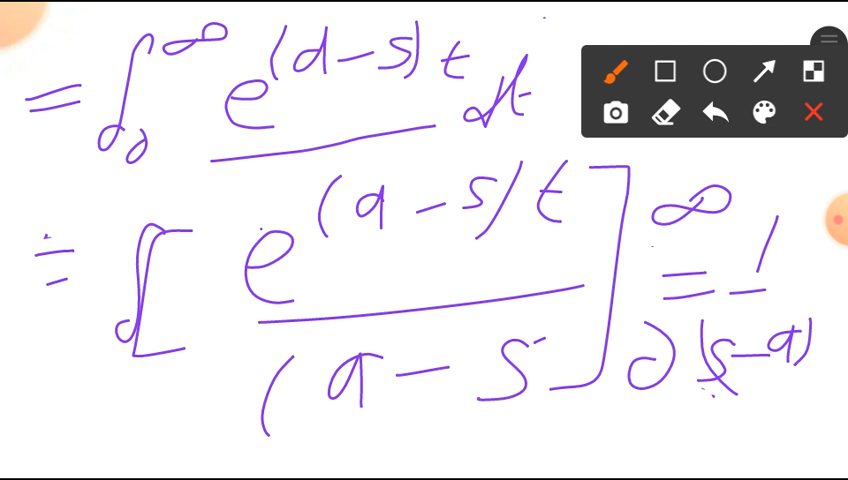 = ∫₀^∞ e^(a-s)t dt
= [e^(a-s)t / (a-s)]₀^∞ = 1/(s-a)